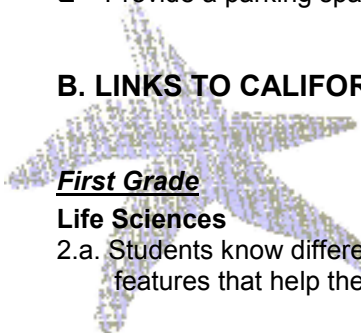 Provide a parking spa
B. LINKS TO CALIFOR
First Grade
Life Sciences
2.a. Students know differe
features that help the